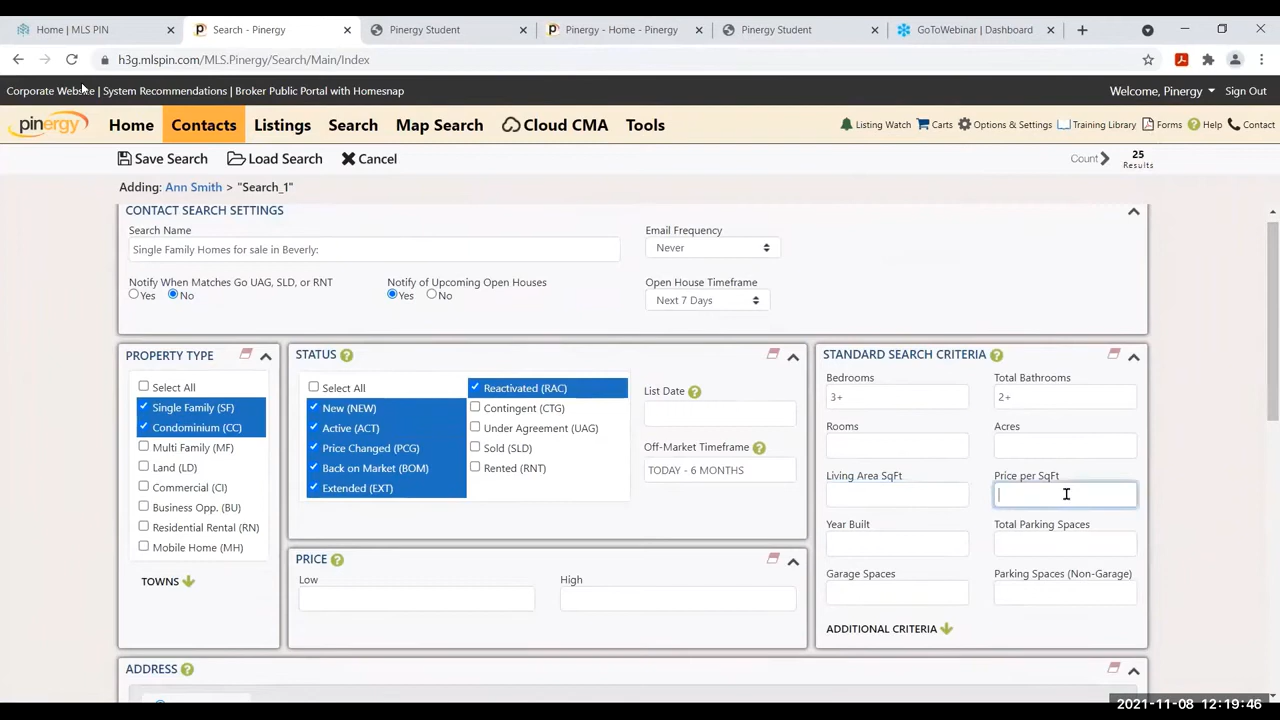 Home | MLS PIN
Search - Pinergy
Pinergy Student
Pinergy - Home - Pinergy
Pinergy Student
GoToWebinar | Dashboard
h3g.mlspin.com/MLS.Pinergy/Search/Main/Index
Corporate Website | System Recommendations | Broker Public Portal with Homesnap
Welcome, Pinergy
Sign Out
pinergy
Home
Contacts
Listings
Search
Map Search
Cloud CMA
Tools
Listing Watch
Carts
Options & Settings
Training Library
Forms
Help
Contact
Save Search
Load Search
Cancel
Count
25
Results
Adding: Ann Smith > "Search_1"
CONTACT SEARCH SETTINGS
Search Name
Single Family Homes for sale in Beverly:
Email Frequency
Never
Notify When Matches Go UAG, SLD, or RNT
Yes No
Notify of Upcoming Open Houses
Yes No
Open House Timeframe
Next 7 Days
PROPERTY TYPE
Select All
Single Family (SF)
Condominium (CC)
Multi Family (MF)
Land (LD)
Commercial (CI)
Business Opp. (BU)
Residential Rental (RN)
Mobile Home (MH)
TOWNS
STATUS
Select All
New (NEW)
Active (ACT)
Price Changed (PCG)
Back on Market (BOM)
Extended (EXT)
Reactivated (RAC)
Contingent (CTG)
Under Agreement (UAG)
Sold (SLD)
Rented (RNT)
List Date
Off-Market Timeframe
TODAY - 6 MONTHS
PRICE
Low
High
STANDARD SEARCH CRITERIA
Bedrooms
3+
Total Bathrooms
2+
Rooms
Acres
Living Area SqFt
Price per SqFt
Year Built
Total Parking Spaces
Garage Spaces
Parking Spaces (Non-Garage)
ADDITIONAL CRITERIA
ADDRESS
2021-11-08 12:19:46